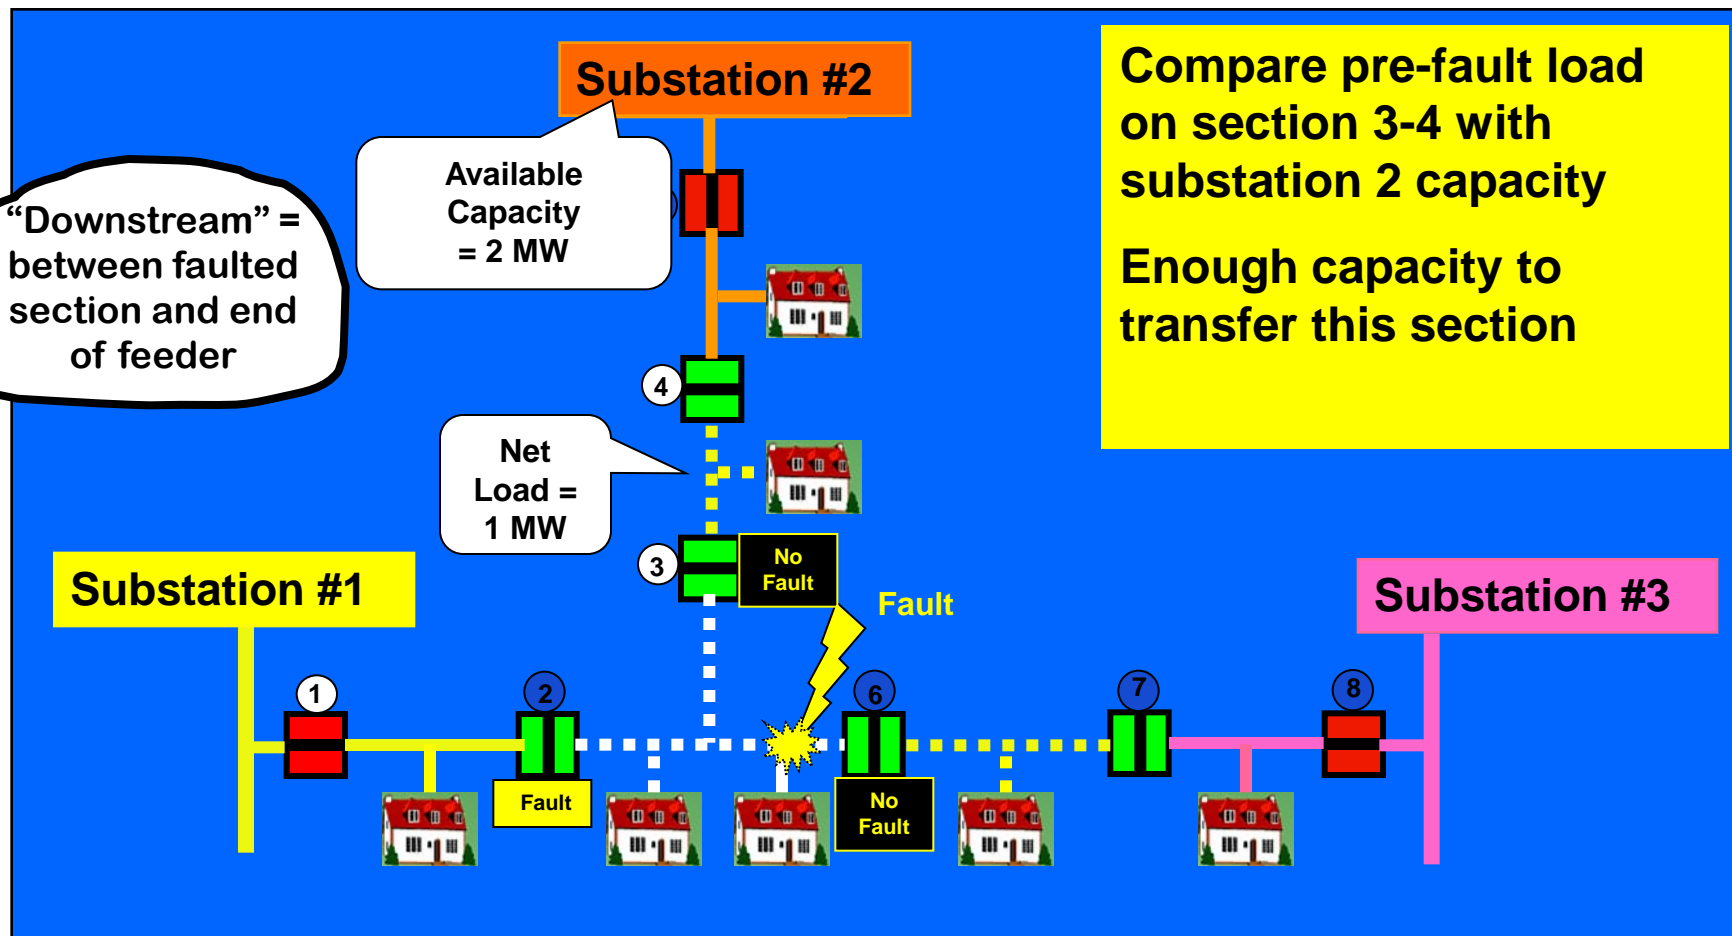 Substation #2
Compare pre-fault load
on section 3-4 with
substation 2 capacity
Enough capacity to
transfer this section
Available
Capacity
= 2 MW
“Downstream” =
between faulted
section and end
of feeder
4
Net
Load =
1 MW
3
No
Fault
Fault
Substation #1
Substation #3
1
2
6
7
8
Fault
No
Fault